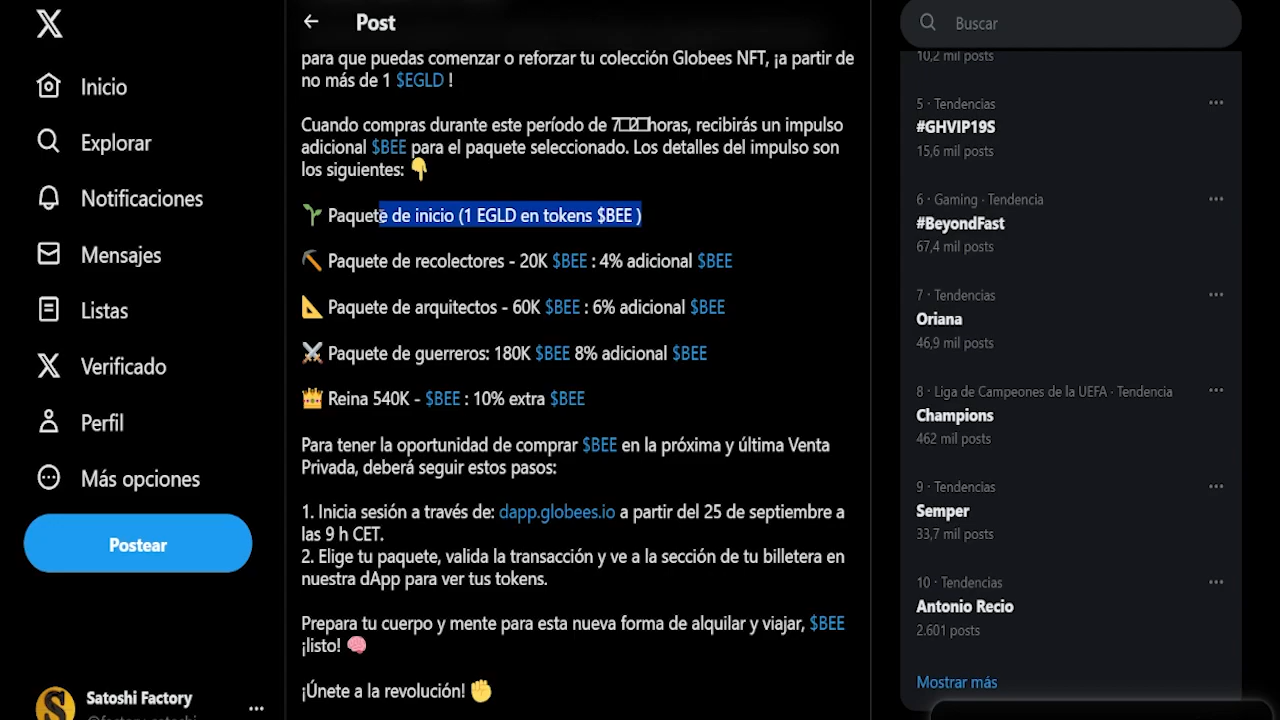 Inicio
Explorar
Notificaciones
Mensajes
Listas
Verificado
Perfil
Más opciones
Postear
Satoshi Factory
Post
para que puedas comenzar o reforzar tu colección Globees NFT, ¡a partir de
no más de 1 $EGLD !
Cuando compras durante este período de 72horas, recibirás un impulso
adicional $BEE para el paquete seleccionado. Los detalles del impulso son
los siguientes: 👇
🌱 Paquete de inicio (1 EGLD en tokens $BEE )
⛏️ Paquete de recolectores - 20K $BEE : 4% adicional $BEE
📐 Paquete de arquitectos - 60K $BEE : 6% adicional $BEE
⚔️ Paquete de guerreros: 180K $BEE 8% adicional $BEE
👑 Reina 540K - $BEE : 10% extra $BEE
Para tener la oportunidad de comprar $BEE en la próxima y última Venta
Privada, deberá seguir estos pasos:
1. Inicia sesión a través de: dapp.globees.io a partir del 25 de septiembre a
las 9 h CET.
2. Elige tu paquete, valida la transacción y ve a la sección de tu billetera en
nuestra dApp para ver tus tokens.
Prepara tu cuerpo y mente para esta nueva forma de alquilar y viajar, $BEE
¡listo! 🧠
¡Únete a la revolución! ✊
Buscar
10,2 mil posts
5 · Tendencias
#GHVIP19S
15,6 mil posts
6 · Gaming · Tendencia
#BeyondFast
67,4 mil posts
7 · Tendencias
Oriana
46,9 mil posts
8 · Liga de Campeones de la UEFA · Tendencia
Champions
462 mil posts
9 · Tendencias
Semper
33,7 mil posts
10 · Tendencias
Antonio Recio
2.601 posts
Mostrar más